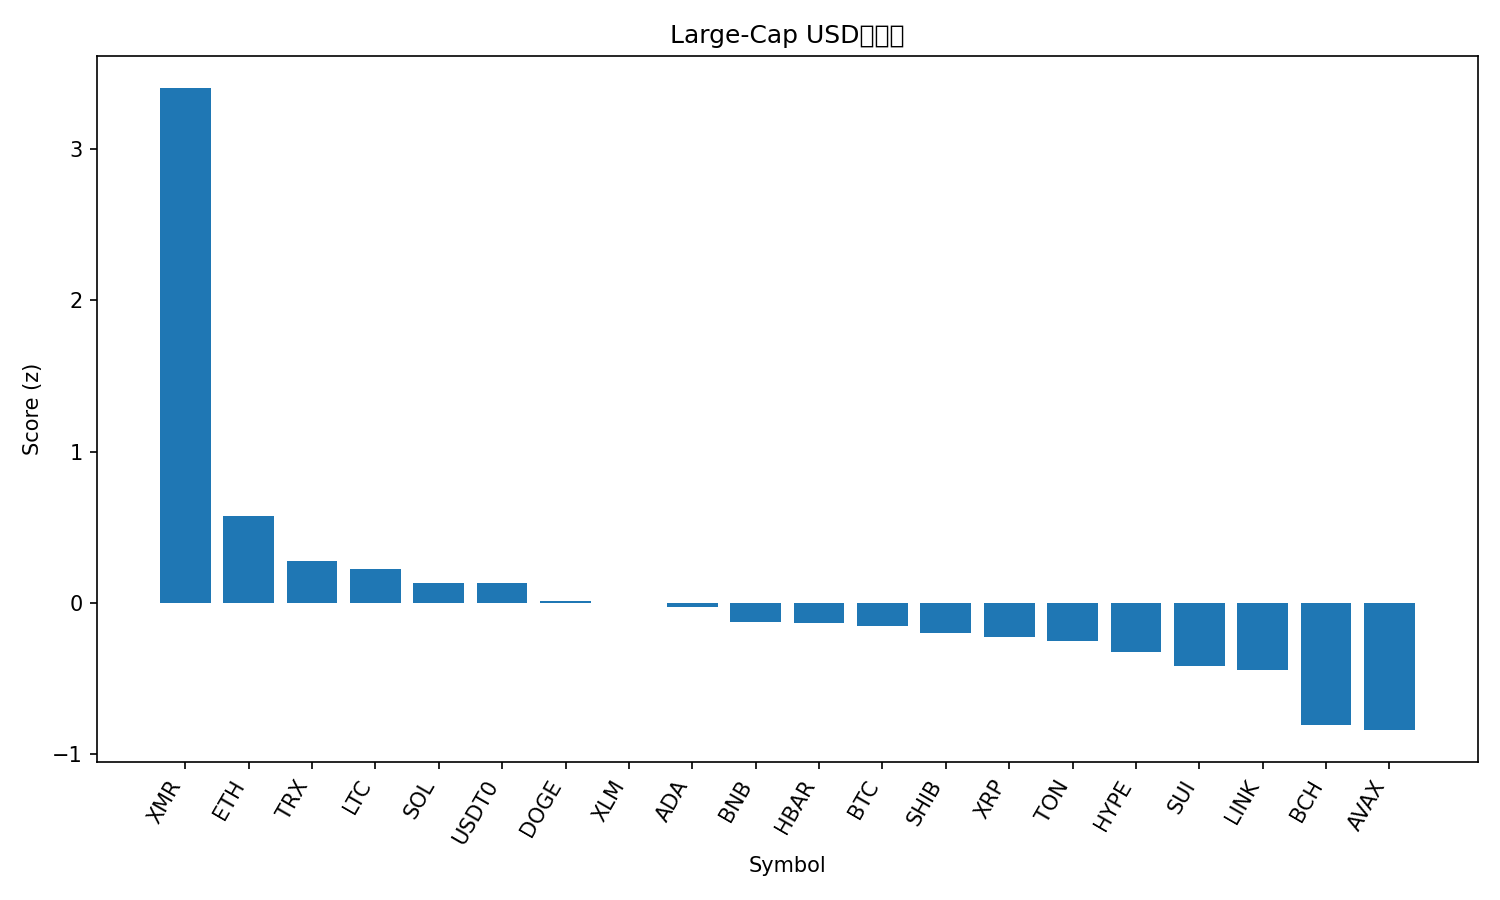 Large-Cap USD
Score (z)
3
2
1
0
−1
XMR
ETH
TRX
LTC
SOL
USDT0
DOGE
XLM
ADA
BNB
HBAR
BTC
SHIB
XRP
TON
HYPE
SUI
LINK
BCH
AVAX
Symbol